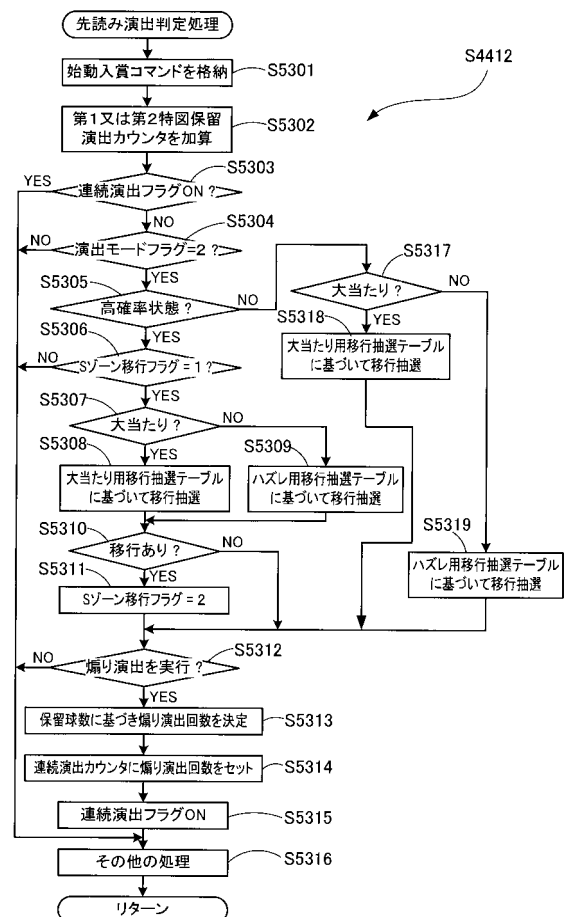 先読み演出判定処理
S4412
始動入賞コマンドを格納
S5301
第1又は第2特図保留
演出カウンタを加算
S5302
S5303
YES
連続演出フラグON？
NO
S5304
NO
演出モードフラグ=2？
YES
S5305
高確率状態？
NO
YES
S5317
大当たり？
NO
YES
S5318
大当たり用移行抽選テーブル
に基づいて移行抽選
S5306
NO
Sゾーン移行フラグ=1？
YES
S5307
大当たり？
NO
YES
S5308
大当たり用移行抽選テーブル
に基づいて移行抽選
S5309
ハズレ用移行抽選テーブル
に基づいて移行抽選
S5310
移行あり？
NO
YES
S5319
ハズレ用移行抽選テーブル
に基づいて移行抽選
S5311
Sゾーン移行フラグ=2
S5312
NO
煽り演出を実行？
YES
保留球数に基づき煽り演出回数を決定
S5313
連続演出カウンタに煽り演出回数をセット
S5314
連続演出フラグON
S5315
その他の処理
S5316
リターン